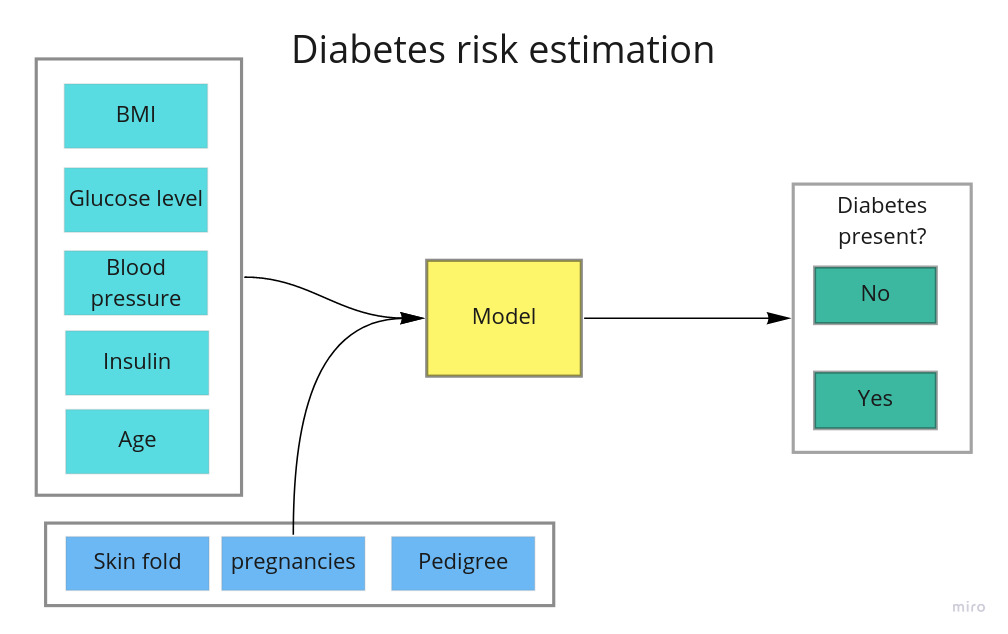 Diabetes risk estimation
BMI
Glucose level
Blood
pressure
Insulin
Age
Skin fold
pregnancies
Pedigree
Model
Diabetes
present?
No
Yes
miro